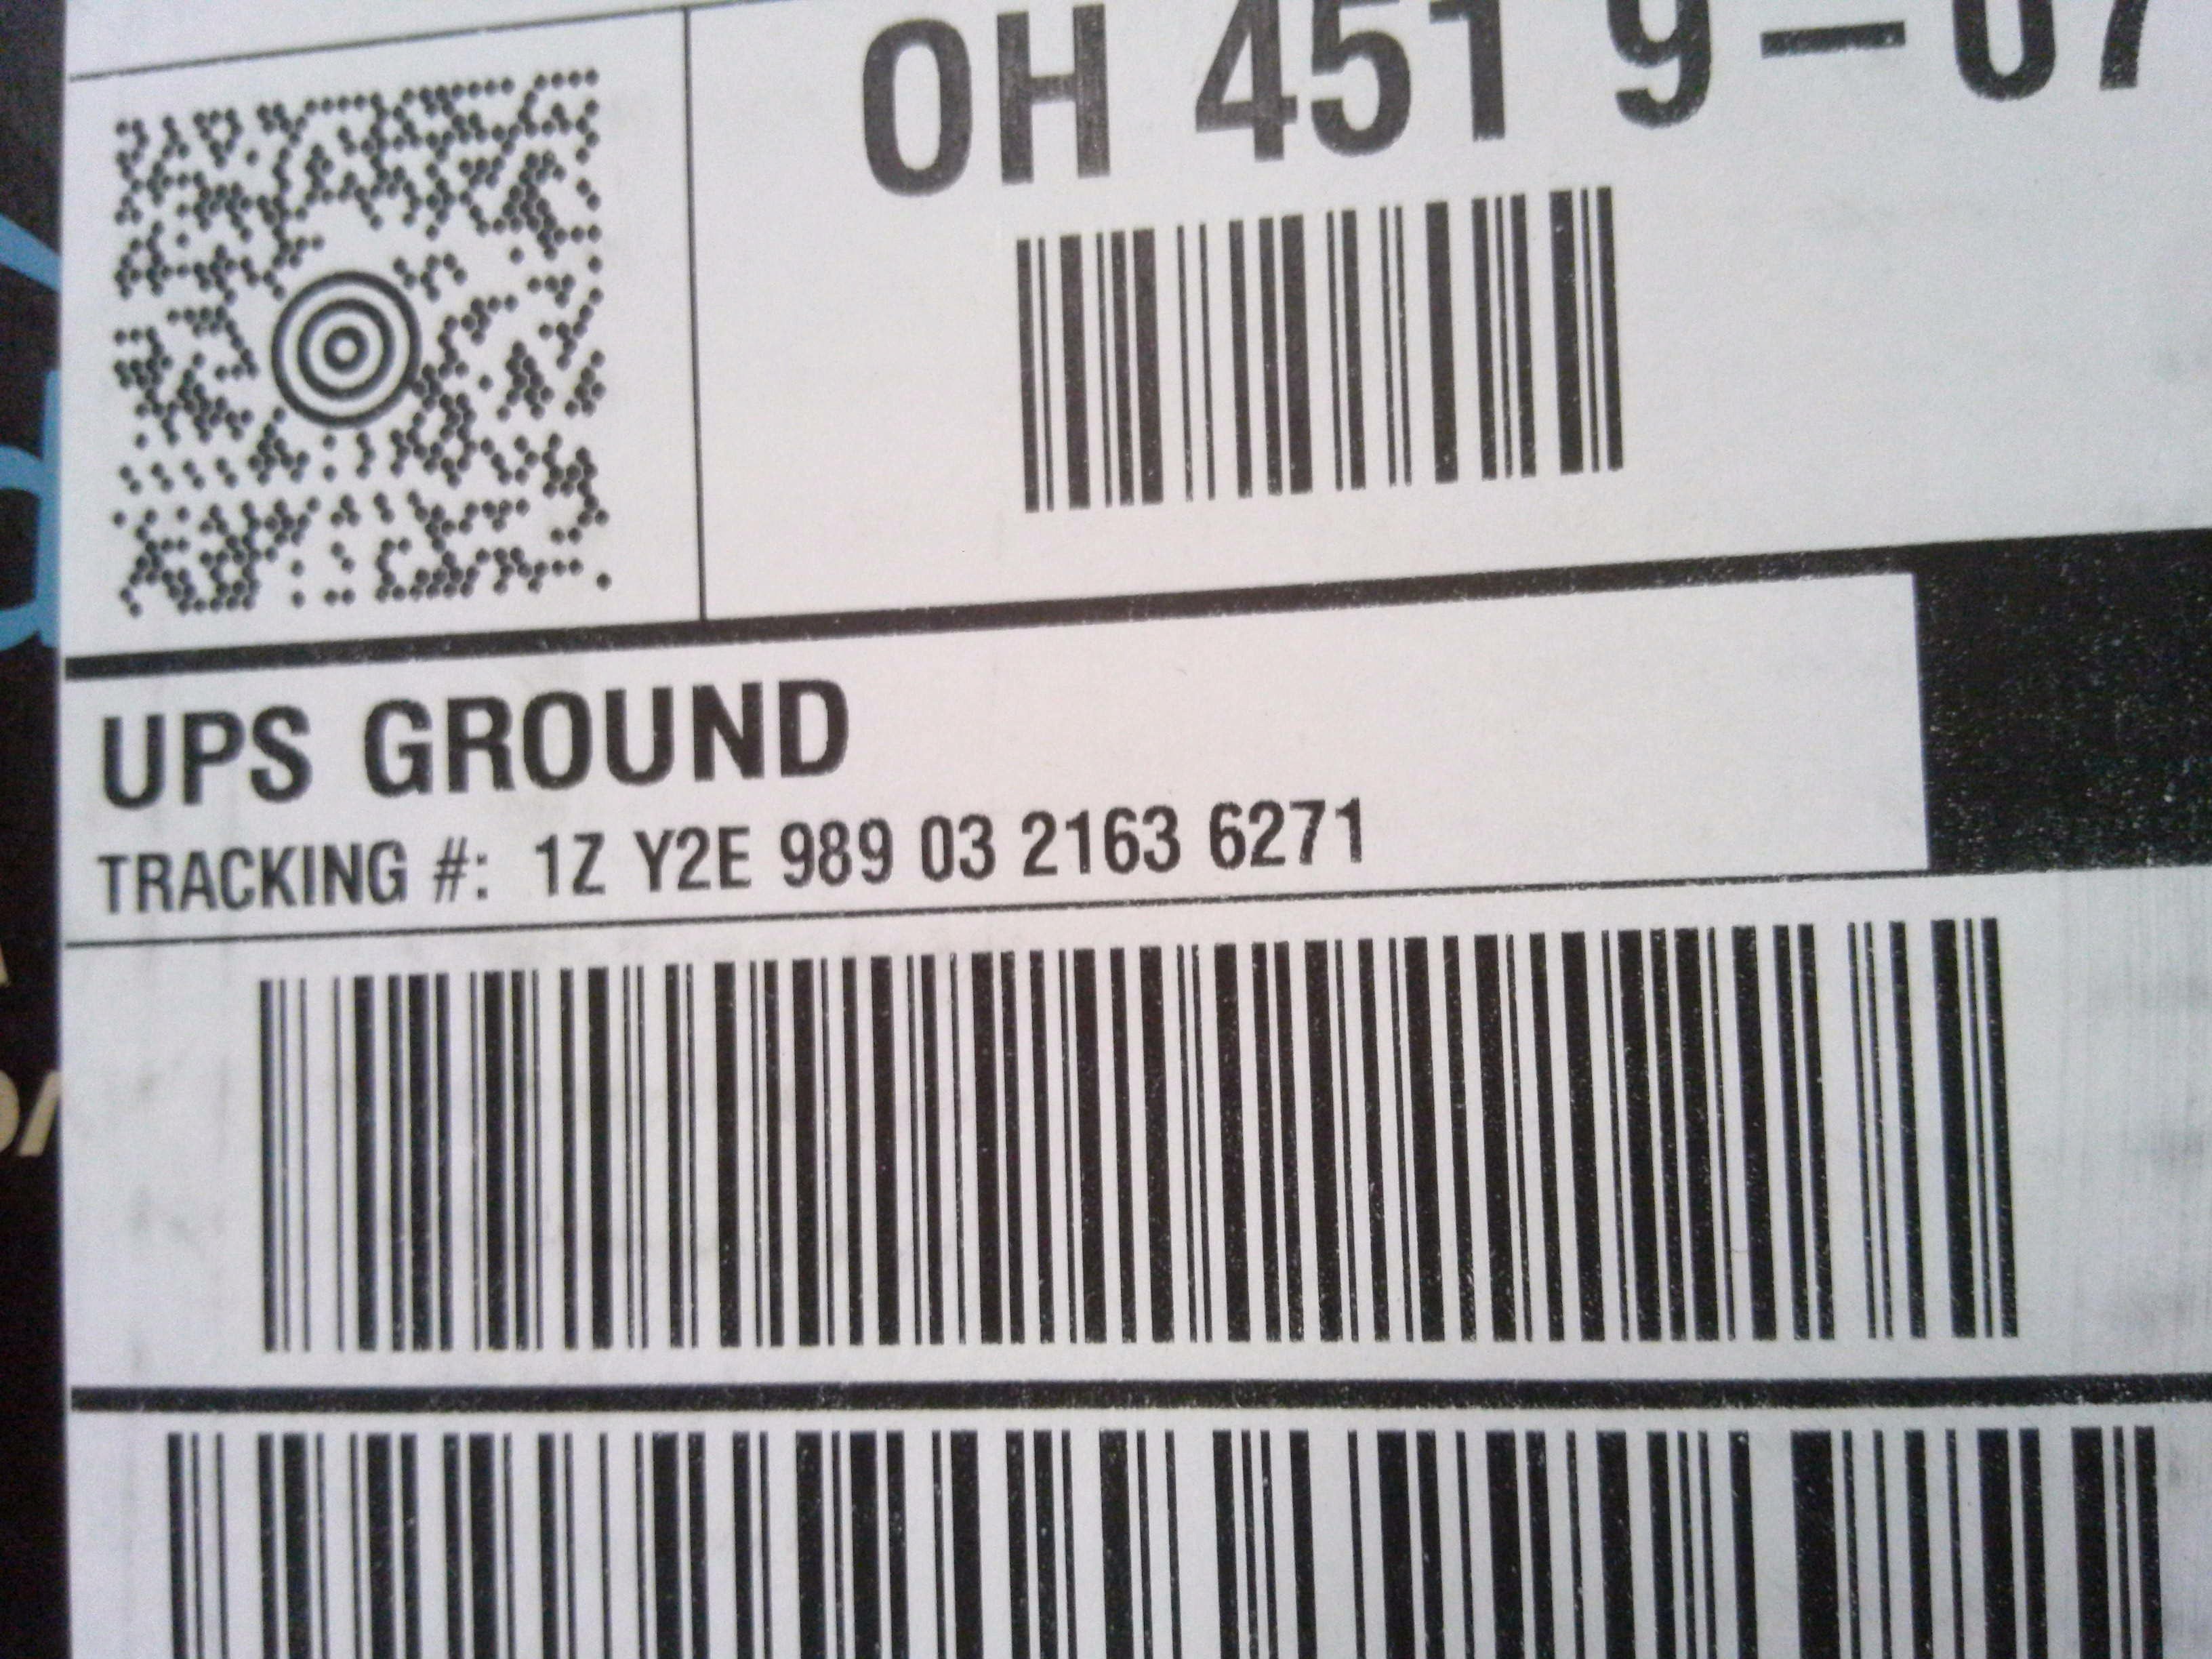 OH 451 9-07
UPS GROUND
TRACKING #: 1Z Y2E 989 03 2163 6271